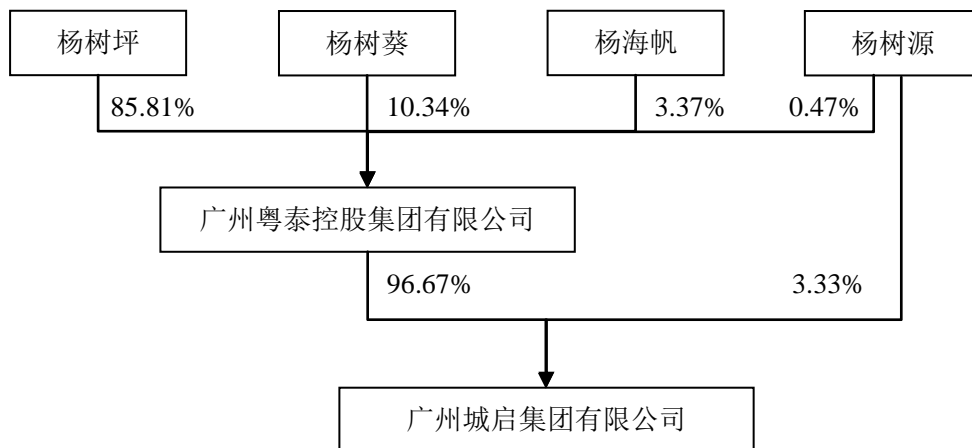 杨树坪
杨树葵
杨海帆
杨树源
85.81%
10.34%
3.37%
0.47%
广州粤泰控股集团有限公司
96.67%
3.33%
广州城启集团有限公司